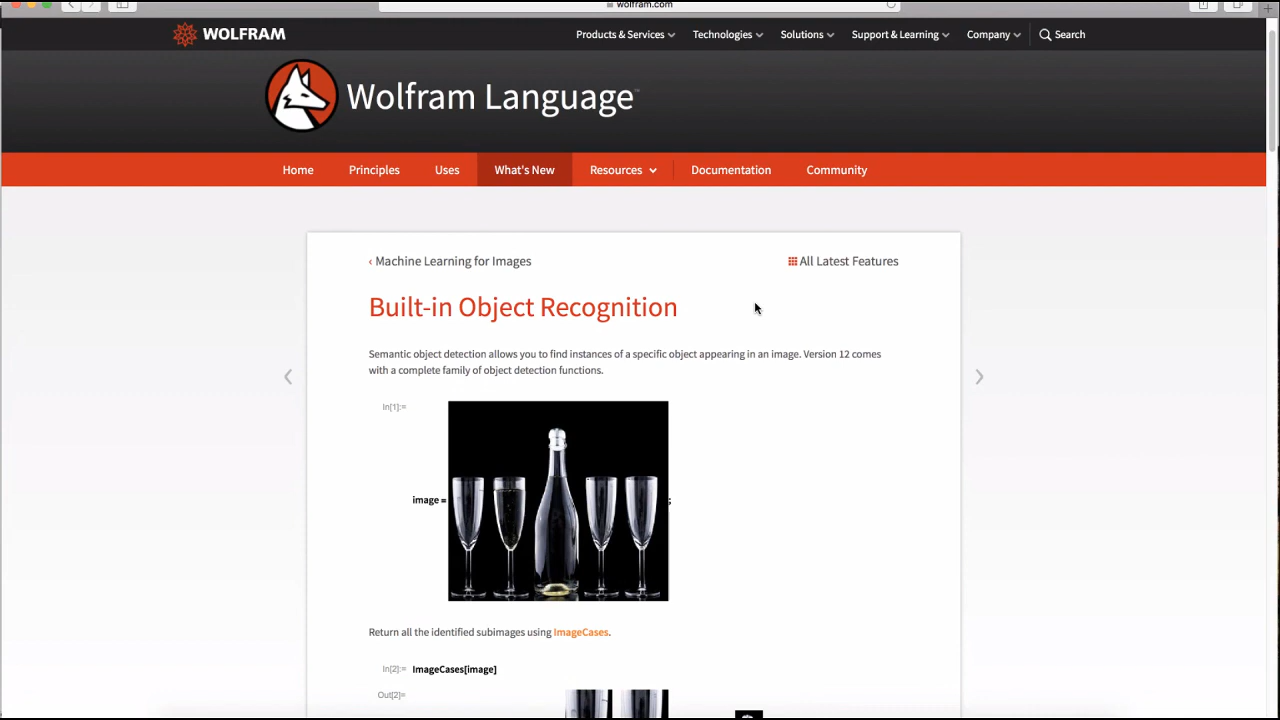 wolfram.com
WOLFRAM
Products & Services
Technologies
Solutions
Support & Learning
Company
Search
Wolfram Language™
Home
Principles
Uses
What's New
Resources
Documentation
Community
‹ Machine Learning for Images
All Latest Features
Built-in Object Recognition
Semantic object detection allows you to find instances of a specific object appearing in an image. Version 12 comes
with a complete family of object detection functions.
In[1]:=
image = ;
Return all the identified subimages using ImageCases.
In[2]:= ImageCases[image]
Out[2]=